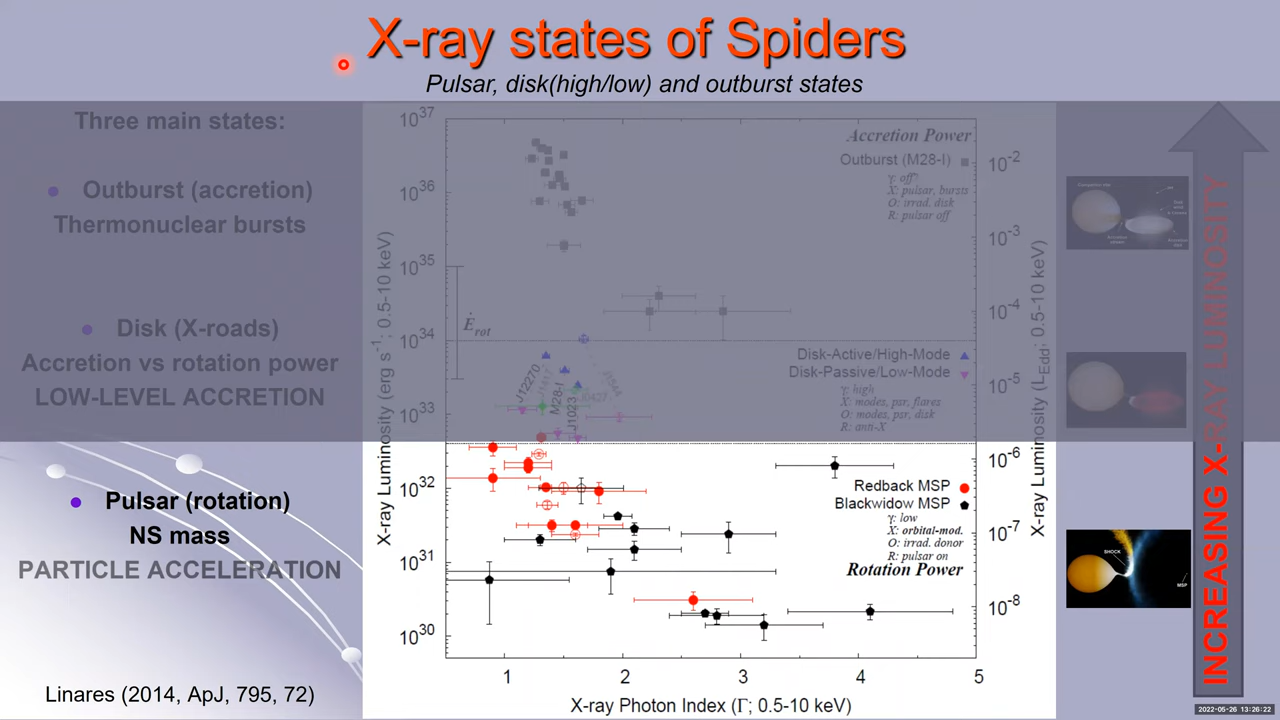 X-ray states of Spiders
Pulsar, disk(high/low) and outburst states
Three main states:
Outburst (accretion)
Thermonuclear bursts
Disk (X-roads)
Accretion vs rotation power
LOW-LEVEL ACCRETION
Pulsar (rotation)
NS mass
PARTICLE ACCELERATION
Linares (2014, ApJ, 795, 72)
X-ray Luminosity (erg s⁻¹; 0.5-10 keV)
10³⁷
10³⁶
10³⁵
10³⁴
10³³
10³²
10³¹
10³⁰
Ėrot
Accretion Power
Outburst (M28-I)
γ: off?
X: pulsar, bursts
O: irrad. disk
R: pulsar off
J12270
M28-I
J1023
J0427
Disk-Active/High-Mode
Disk-Passive/Low-Mode
γ: high
X: modes, psr, flares
O: modes, psr, disk
R: anti-X
Redback MSP
Blackwidow MSP
γ: low
X: orbital-mod.
O: irrad. donor
R: pulsar on
Rotation Power
1
2
3
4
5
X-ray Photon Index (Γ; 0.5-10 keV)
10⁻²
10⁻³
10⁻⁴
10⁻⁵
10⁻⁶
10⁻⁷
10⁻⁸
X-ray Luminosity (LEdd; 0.5-10 keV)
SHOCK
MSP
INCREASING X-RAY LUMINOSITY
2022-05-26 13:26:22